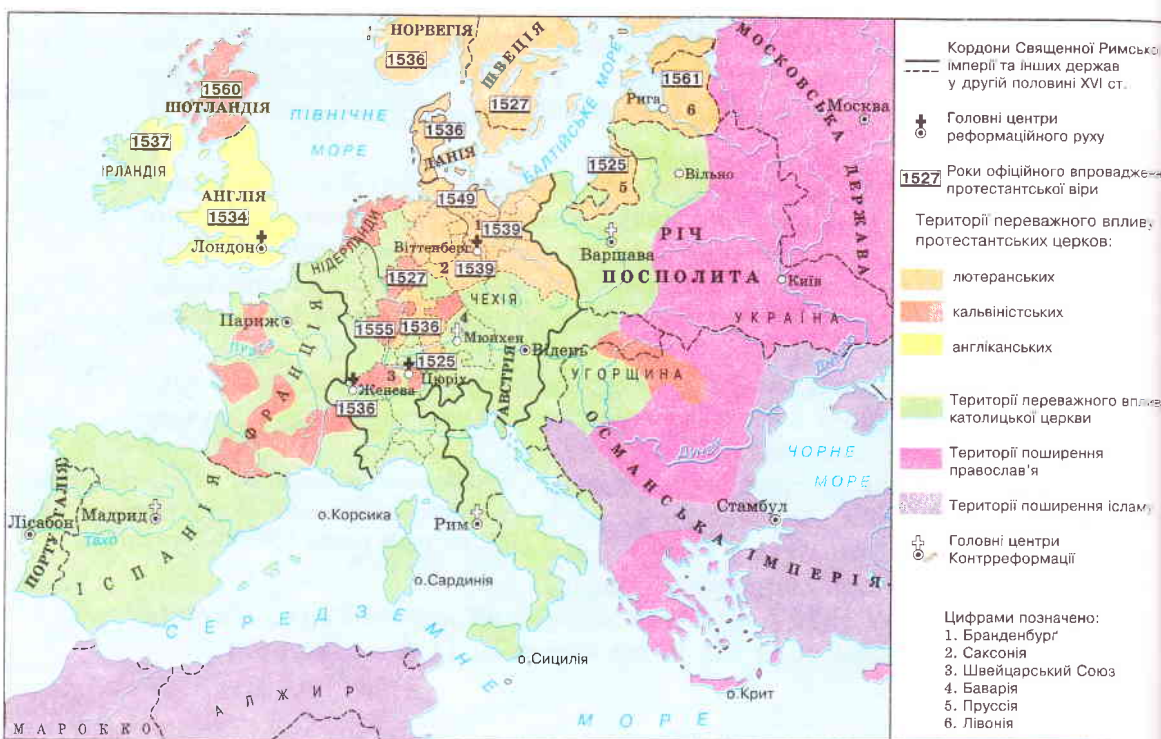 НОРВЕГІЯ
1536
ШВЕЦІЯ
1527
1560
ШОТЛАНДІЯ
1537
ІРЛАНДІЯ
АНГЛІЯ
1534
Лондон
ПІВНІЧНЕ
МОРЕ
1536
ДАНІЯ
БАЛТІЙСЬКЕ МОРЕ
1561
Рига
6
МОСКОВСЬКА ДЕРЖАВА
Москва
1525
5
Вільно
1549
1
1539
Віттенберг
2
1539
НІДЕРЛАНДИ
1527
ЧЕХІЯ
Варшава
РІЧ
ПОСПОЛИТА
Київ
УКРАЇНА
Париж
1555
1536
4
Мюнхен
Відень
1525
3
Цюріх
Женева
1536
АВСТРІЯ
УГОРЩИНА
ФРАНЦІЯ
ОСМАНСЬКА ІМПЕРІЯ
Дунай
ЧОРНЕ
МОРЕ
Стамбул
ПОРТУГАЛІЯ
Лісабон
Мадрид
Тахо
ІСПАНІЯ
о.Корсика
Рим
о.Сардинія
СЕРЕДЗЕМНЕ
МОРЕ
о.Сицилія
о.Крит
АЛЖИР
МАРОККО
Кордони Священної Римсько
імперії та інших держав
у другій половині XVI ст.
Головні центри
реформаційного руху
1527
Роки офіційного впровадже
протестантської віри
Території переважного впливу
протестантських церков:
лютеранських
кальвіністських
англіканських
Території переважного впли
католицької церкви
Території поширення
православ'я
Території поширення ісламу
Головні центри
Контрреформації
Цифрами позначено:
1. Бранденбурґ
2. Саксонія
3. Швейцарський Союз
4. Баварія
5. Пруссія
6. Лівонія